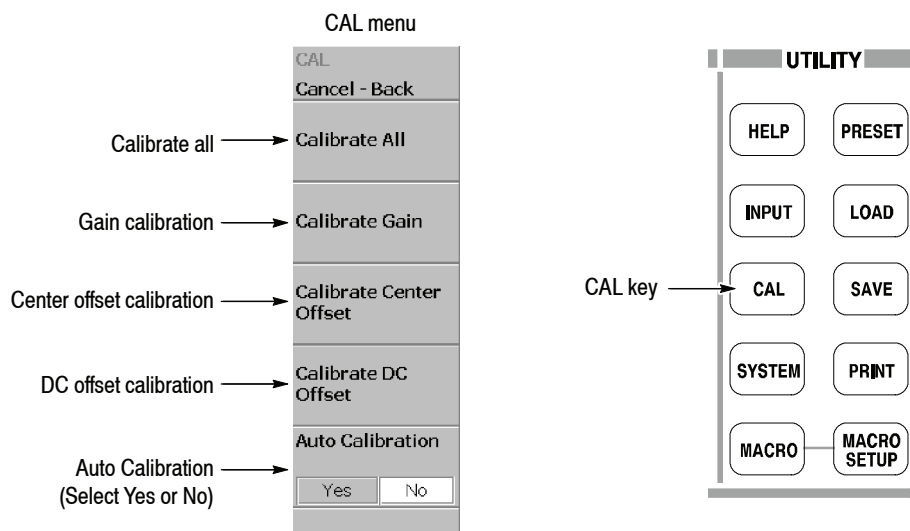 CAL menu
CAL
Cancel - Back
Calibrate all
Calibrate All
Gain calibration
Calibrate Gain
Center offset calibration
Calibrate Center
Offset
DC offset calibration
Calibrate DC
Offset
Auto Calibration
Auto Calibration
(Select Yes or No)
Yes No
UTILITY
HELP PRESET
INPUT LOAD
CAL key
CAL SAVE
SYSTEM PRINT
MACRO MACRO
SETUP